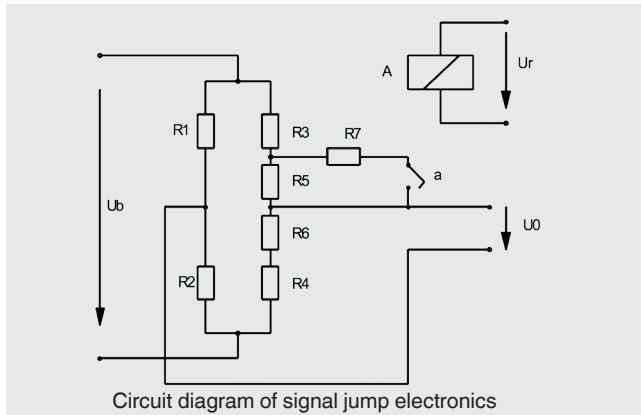 A
Ur
R1
R3
R7
R5
a
Ub
R6
U0
R2
R4
Circuit diagram of signal jump electronics